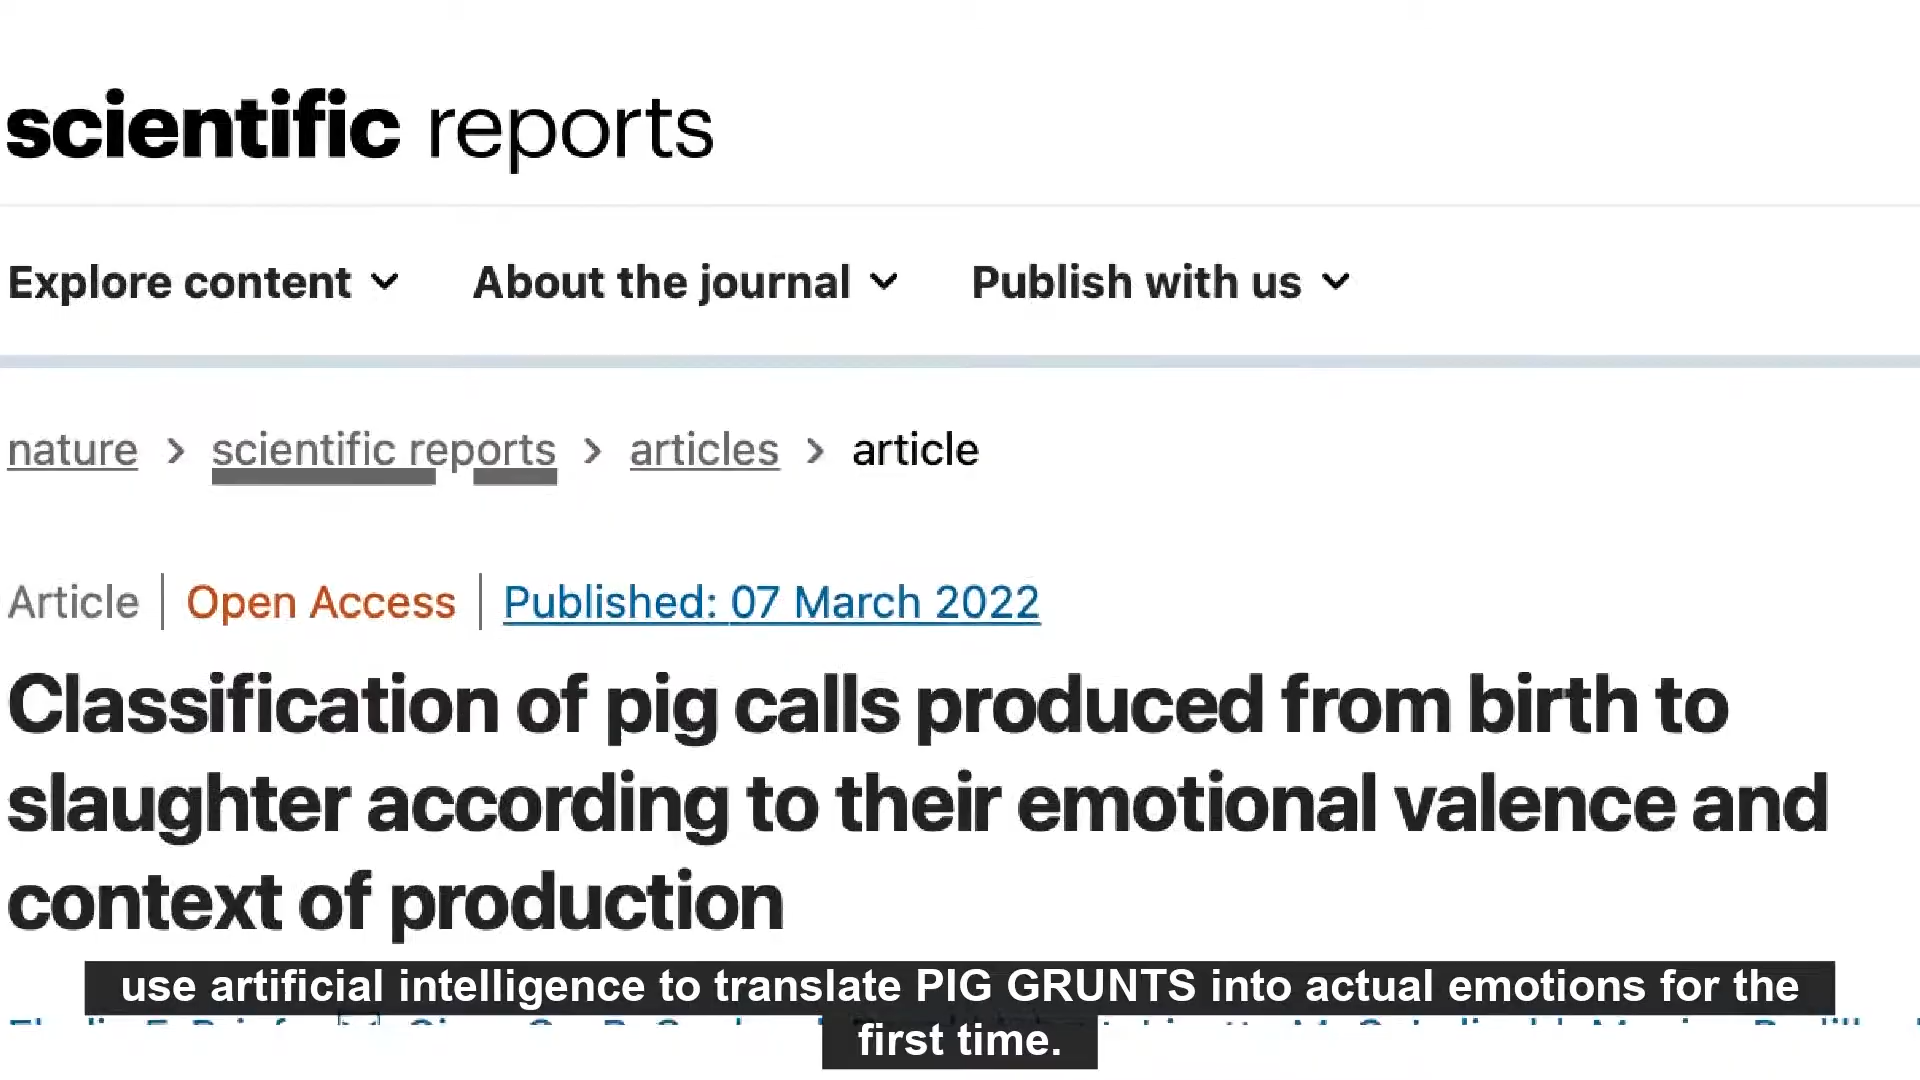 scientific reports
Explore content About the journal Publish with us
nature > scientific reports > articles > article
Article | Open Access | Published: 07 March 2022
Classification of pig calls produced from birth to
slaughter according to their emotional valence and
context of production
use artificial intelligence to translate PIG GRUNTS into actual emotions for the
first time.